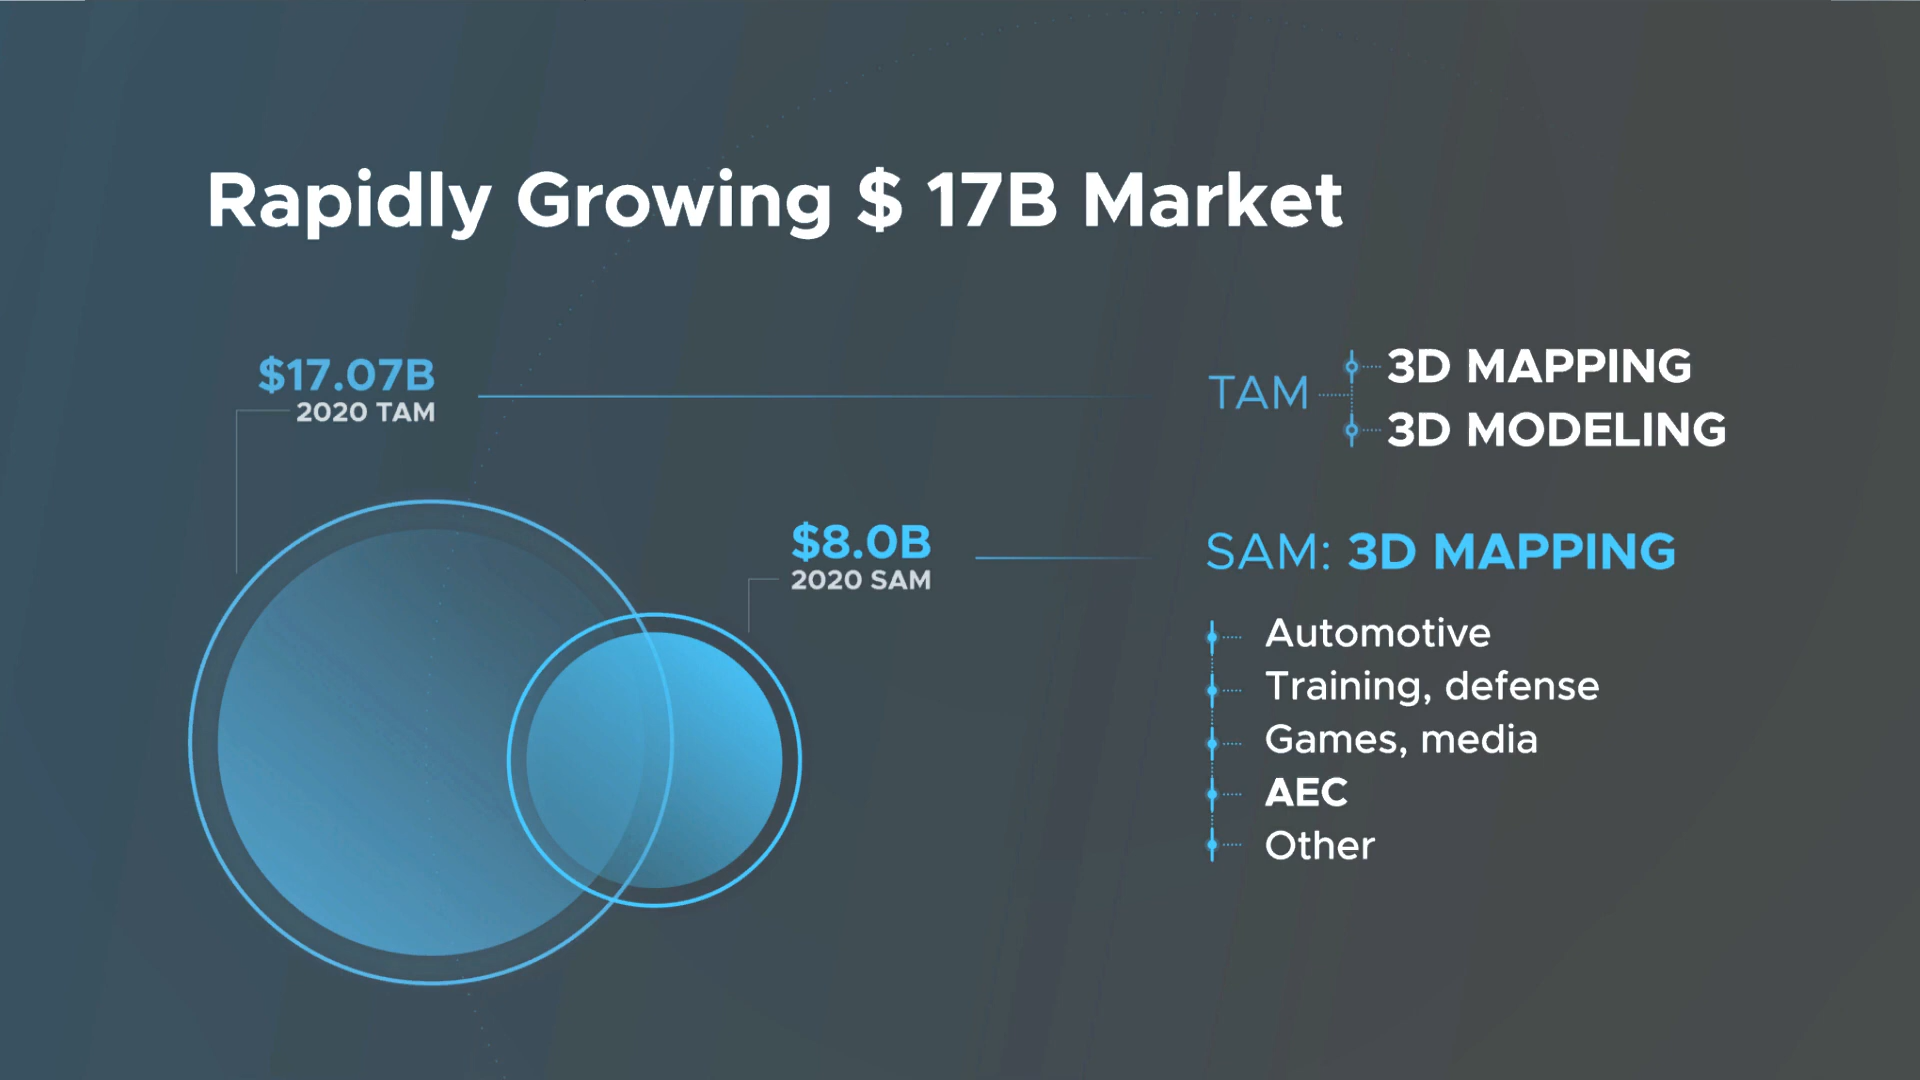 Rapidly Growing $ 17B Market
$17.07B
2020 TAM
TAM
3D MAPPING
3D MODELING
$8.0B
2020 SAM
SAM: 3D MAPPING
Automotive
Training, defense
Games, media
AEC
Other